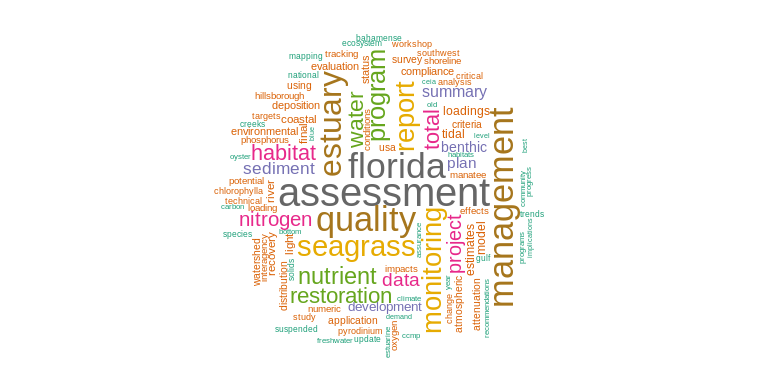 bahamense
ecosystem
workshop
mapping
tracking
southwest
evaluation
status
program
survey
shoreline
national
compliance
critical
using
estuary
ceia
analysis
hillsborough
water
report
summary
deposition
old
targets
coastal
conditions
total
loadings
management
creeks
final
blue
criteria
environmental
tidal
level
phosphorus
usa
benthic
best
oyster
habitat
florida
habitats
sediment
plan
manatee
potential
assessment
community
progress
chlorophylla
river
technical
carbon
loading
quality
effects
trends
nitrogen
monitoring
project
species
bottom
seagrass
assurance
estimates
model
programs
implications
watershed
interagency
recovery
light
gulf
solids
nutrient
impacts
data
year
distribution
restoration
climate
change
atmospheric
attenuation
recommendations
numeric
development
study
application
demand
suspended
pyrodinium
oxygen
ccmp
freshwater
update
estuarine